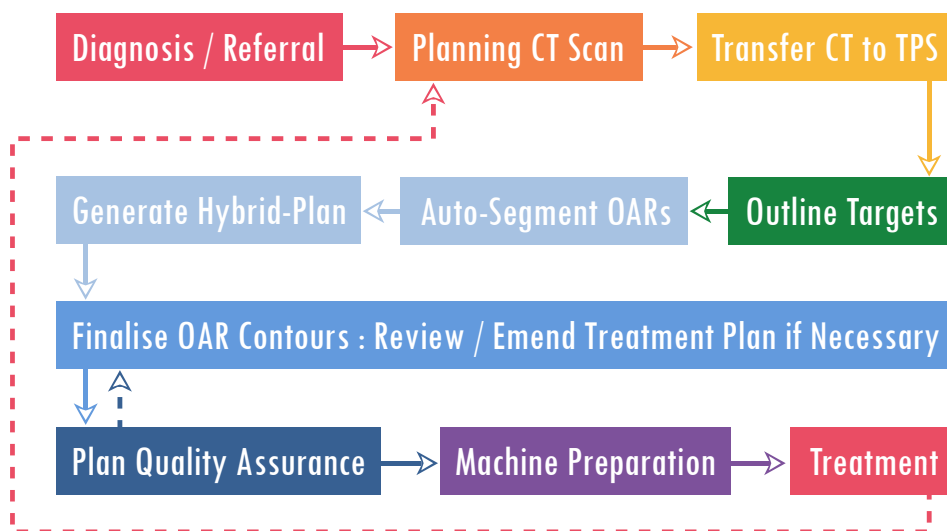 Diagnosis / Referral
Planning CT Scan
Transfer CT to TPS
Generate Hybrid-Plan
Auto-Segment OARs
Outline Targets
Finalise OAR Contours : Review / Emend Treatment Plan if Necessary
Plan Quality Assurance
Machine Preparation
Treatment